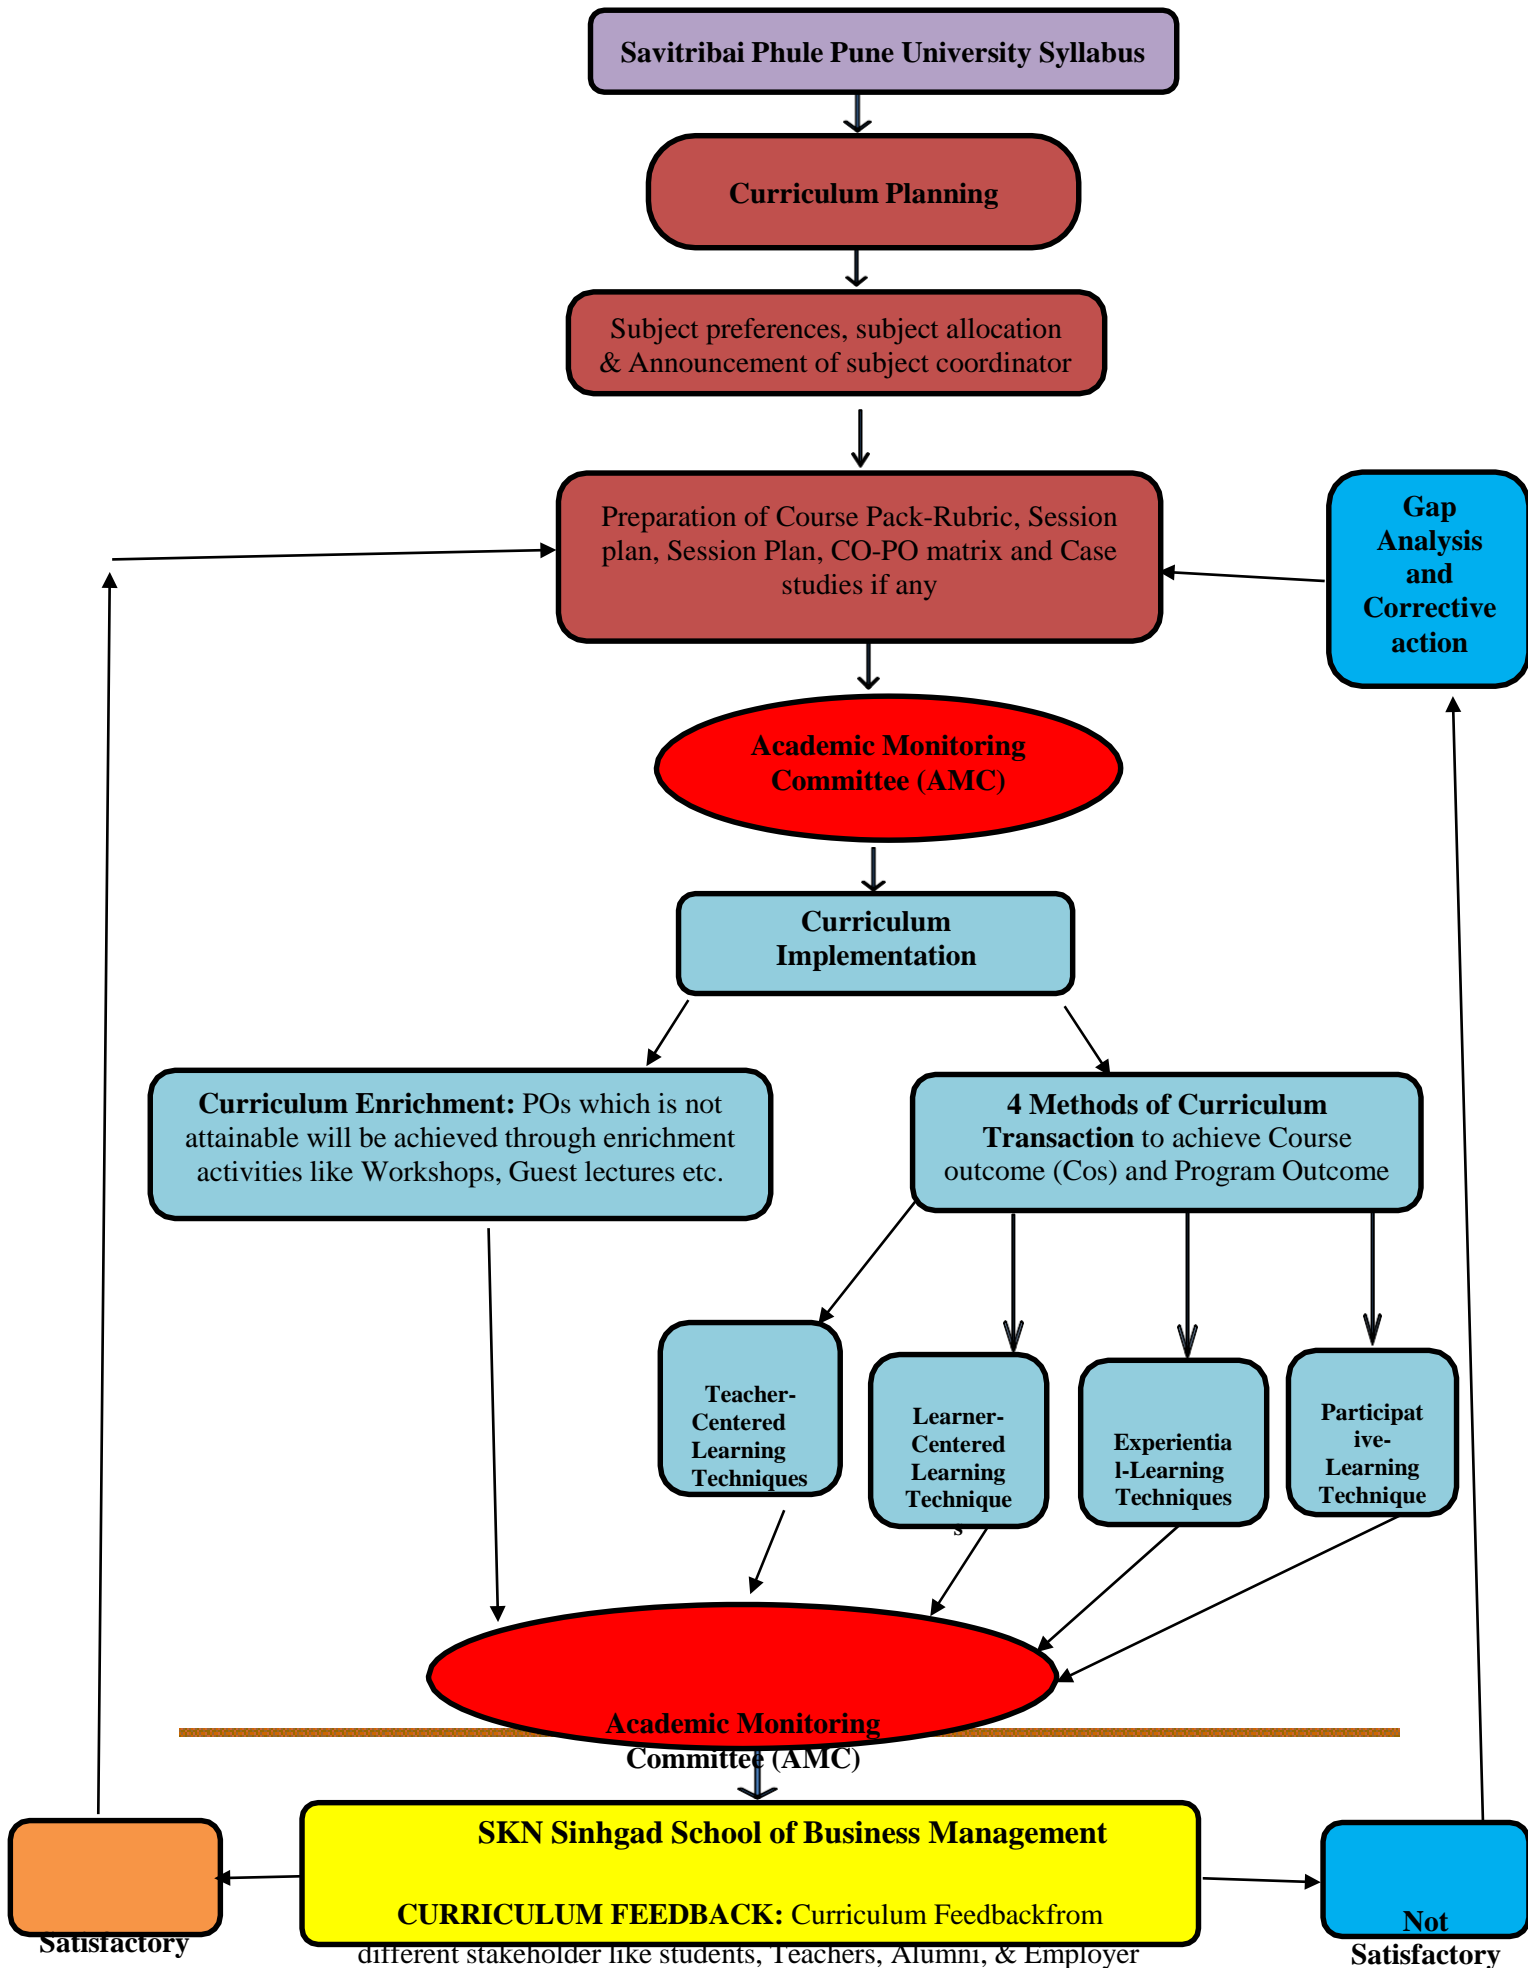 Savitribai Phule Pune University Syllabus
Curriculum Planning
Subject preferences, subject allocation
& Announcement of subject coordinator
Preparation of Course Pack-Rubric, Session
plan, Session Plan, CO-PO matrix and Case
studies if any
Gap
Analysis
and
Corrective
action
Academic Monitoring
Committee (AMC)
Curriculum
Implementation
Curriculum Enrichment: POs which is not
attainable will be achieved through enrichment
activities like Workshops, Guest lectures etc.
4 Methods of Curriculum
Transaction to achieve Course
outcome (Cos) and Program Outcome
Teacher-
Centered
Learning
Techniques
Learner-
Centered
Learning
Technique
s
Experientia
l-Learning
Techniques
Participat
ive-
Learning
Technique
Academic Monitoring
Committee (AMC)
SKN Sinhgad School of Business Management
CURRICULUM FEEDBACK: Curriculum Feedbackfrom
different stakeholder like students, Teachers, Alumni, & Employer
Satisfactory
Not
Satisfactory